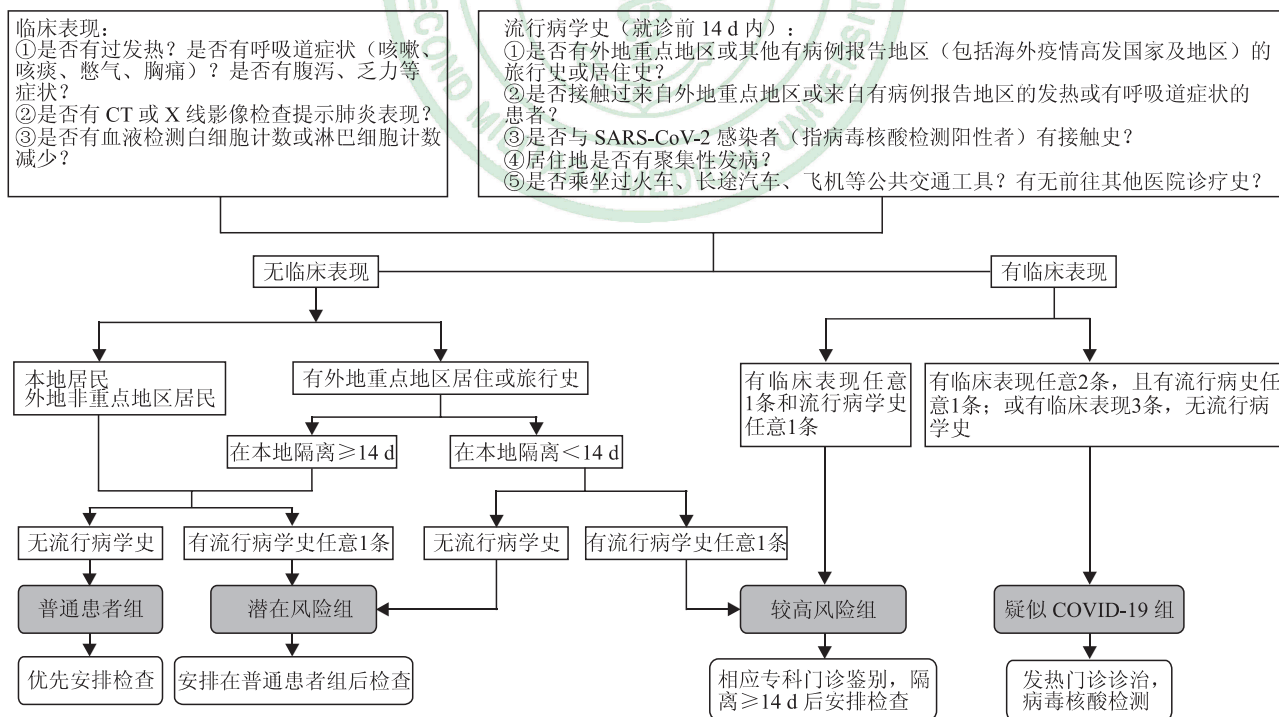 临床表现：
①是否有过发热？是否有呼吸道症状（咳嗽、
咳痰、憋气、胸痛）？是否有腹泻、乏力等
症状？
②是否有 CT 或 X 线影像检查提示肺炎表现？
③是否有血液检测白细胞计数或淋巴细胞计数
减少？
流行病学史（就诊前 14 d 内）：
①是否有外地重点地区或其他有病例报告地区（包括海外疫情高发国家及地区）的
旅行史或居住史？
②是否接触过来自外地重点地区或来自有病例报告地区的发热或有呼吸道症状的
患者？
③是否与 SARS-CoV-2 感染者（指病毒核酸检测阳性者）有接触史？
④居住地是否有聚集性发病？
⑤是否乘坐过火车、长途汽车、飞机等公共交通工具？有无前往其他医院诊疗史？
无临床表现
有临床表现
本地居民
外地非重点地区居民
有外地重点地区居住或旅行史
有临床表现任意
1条和流行病学史
任意1条
有临床表现任意2条，且有流行病史任
意1条；或有临床表现3条，无流行病
学史
在本地隔离≥14 d
在本地隔离＜14 d
无流行病学史
有流行病学史任意1条
无流行病学史
有流行病学史任意1条
普通患者组
潜在风险组
较高风险组
疑似 COVID-19 组
优先安排检查
安排在普通患者组后检查
相应专科门诊鉴别，隔
离≥14 d 后安排检查
发热门诊诊治，
病毒核酸检测